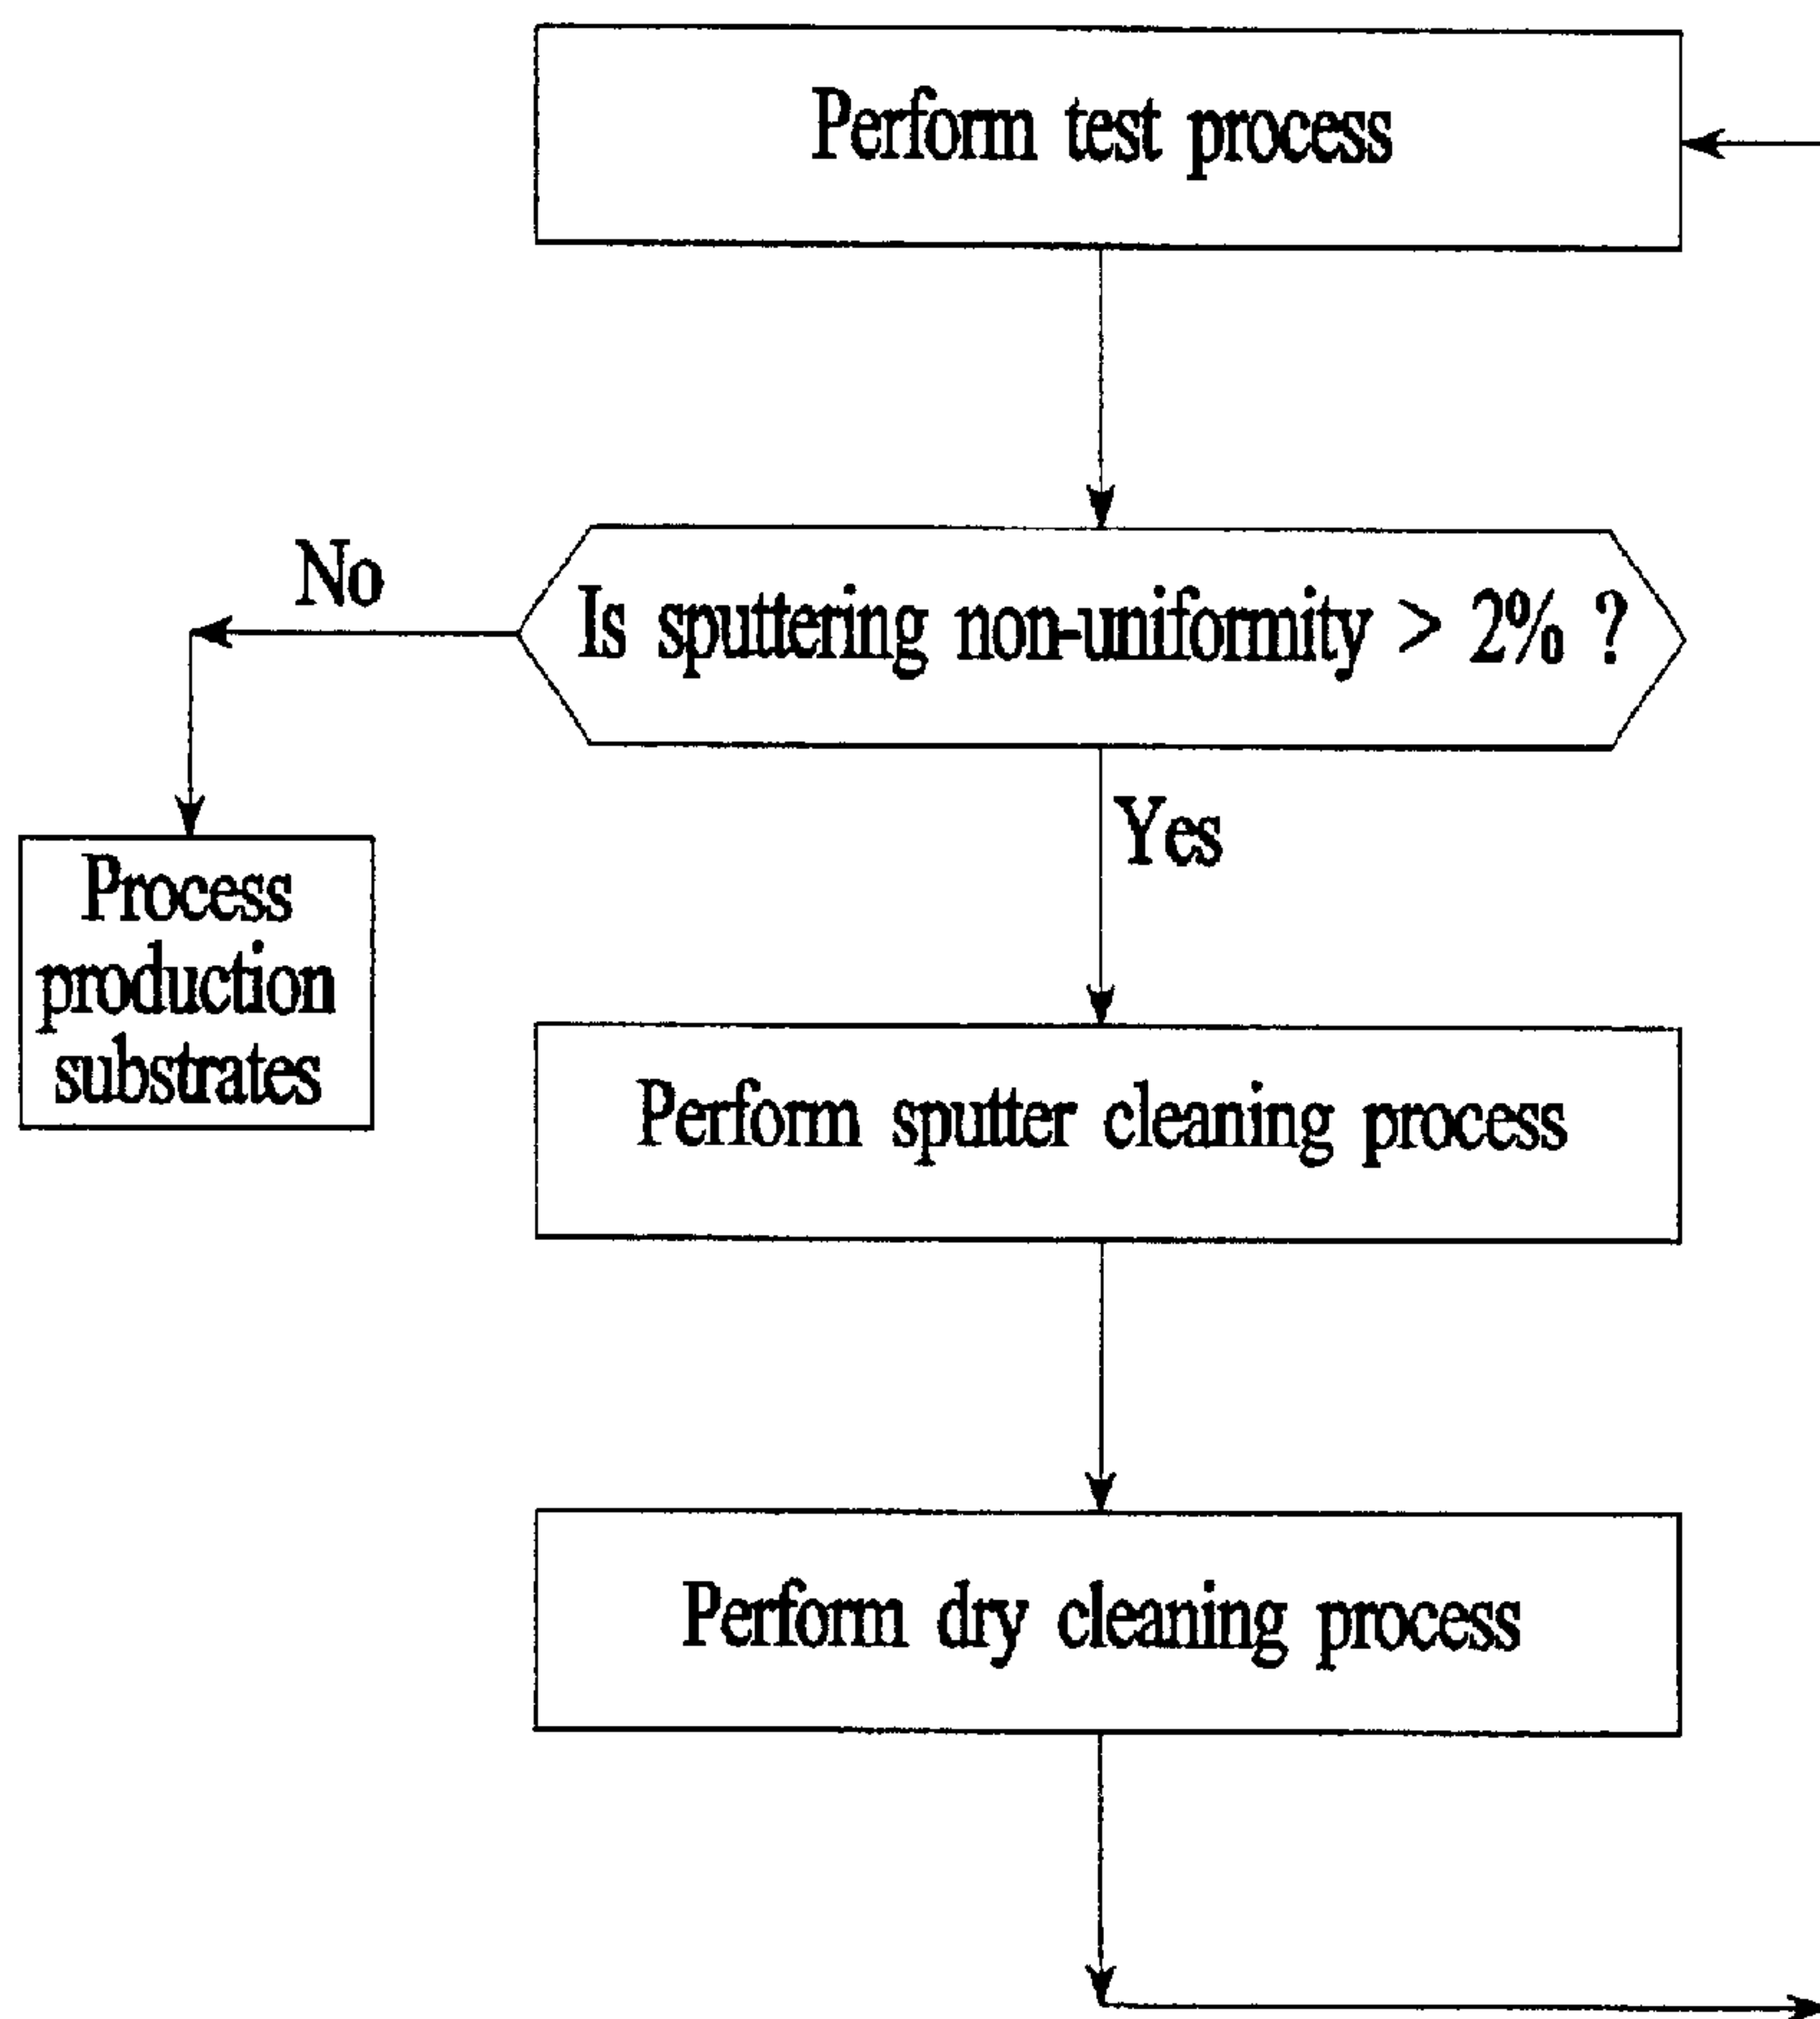 Perform test process
No
Is sputtering non-uniformity > 2% ?
Yes
Process
production
substrates
Perform sputter cleaning process
Perform dry cleaning process